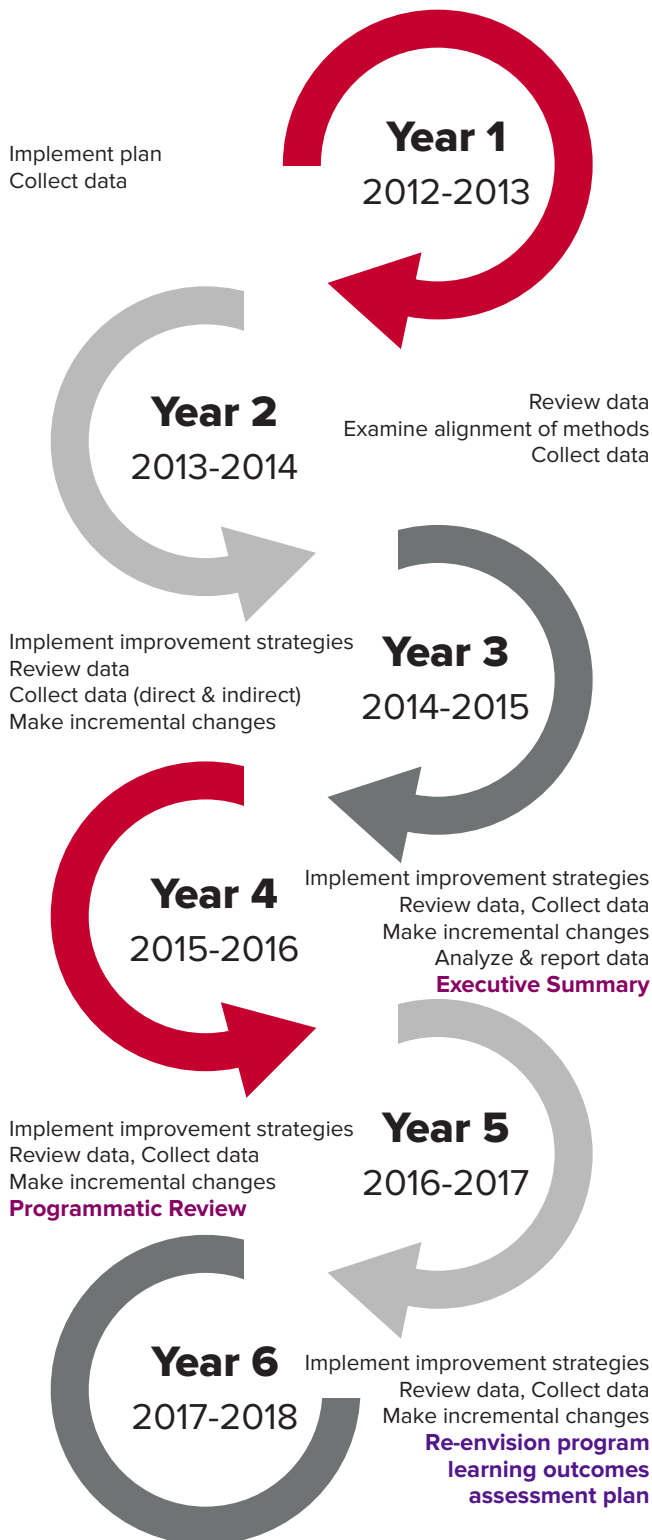 Year 1
2012-2013
Implement plan
Collect data
Year 2
2013-2014
Review data
Examine alignment of methods
Collect data
Year 3
2014-2015
Implement improvement strategies
Review data
Collect data (direct & indirect)
Make incremental changes
Year 4
2015-2016
Implement improvement strategies
Review data, Collect data
Make incremental changes
Analyze & report data
Executive Summary
Year 5
2016-2017
Implement improvement strategies
Review data, Collect data
Make incremental changes
Programmatic Review
Year 6
2017-2018
Implement improvement strategies
Review data, Collect data
Make incremental changes
Re-envision program
learning outcomes
assessment plan